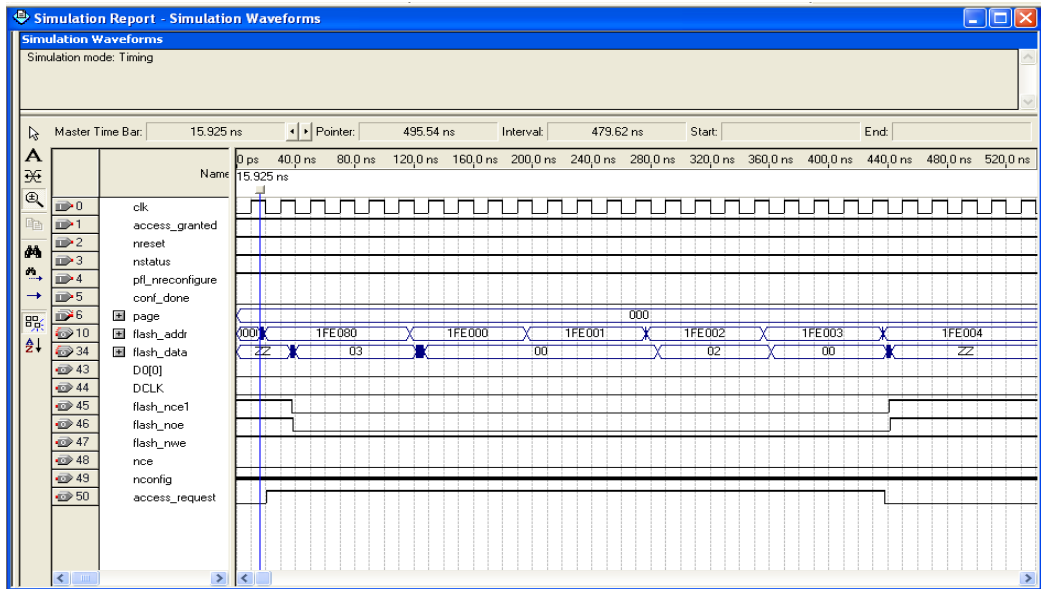 Simulation Report - Simulation Waveforms
Simulation Waveforms
Simulation mode: Timing
Master Time Bar: 15.925 ns Pointer: 495.54 ns Interval: 479.62 ns Start: End:
A Name 0 ps 40.0 ns 80.0 ns 120.0 ns 160.0 ns 200.0 ns 240.0 ns 280.0 ns 320.0 ns 360.0 ns 400.0 ns 440.0 ns 480.0 ns 520.0 ns
15.925 ns
0 clk
1 access_granted
2 nreset
3 nstatus
4 pfl_nreconfigure
5 conf_done
6 page 000
10 flash_addr 1FE080 1FE000 1FE001 1FE002 1FE003 1FE004
34 flash_data ZZ 03 00 02 00 ZZ
43 D0[0]
44 DCLK
45 flash_nce1
46 flash_noe
47 flash_nwe
48 nce
49 nconfig
50 access_request